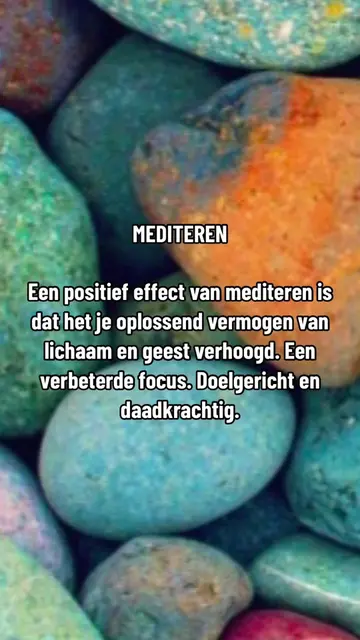 MEDITEREN
Een positief effect van mediteren is
dat het je oplossend vermogen van
lichaam en geest verhoogd. Een
verbeterde focus. Doelgericht en
daadkrachtig.